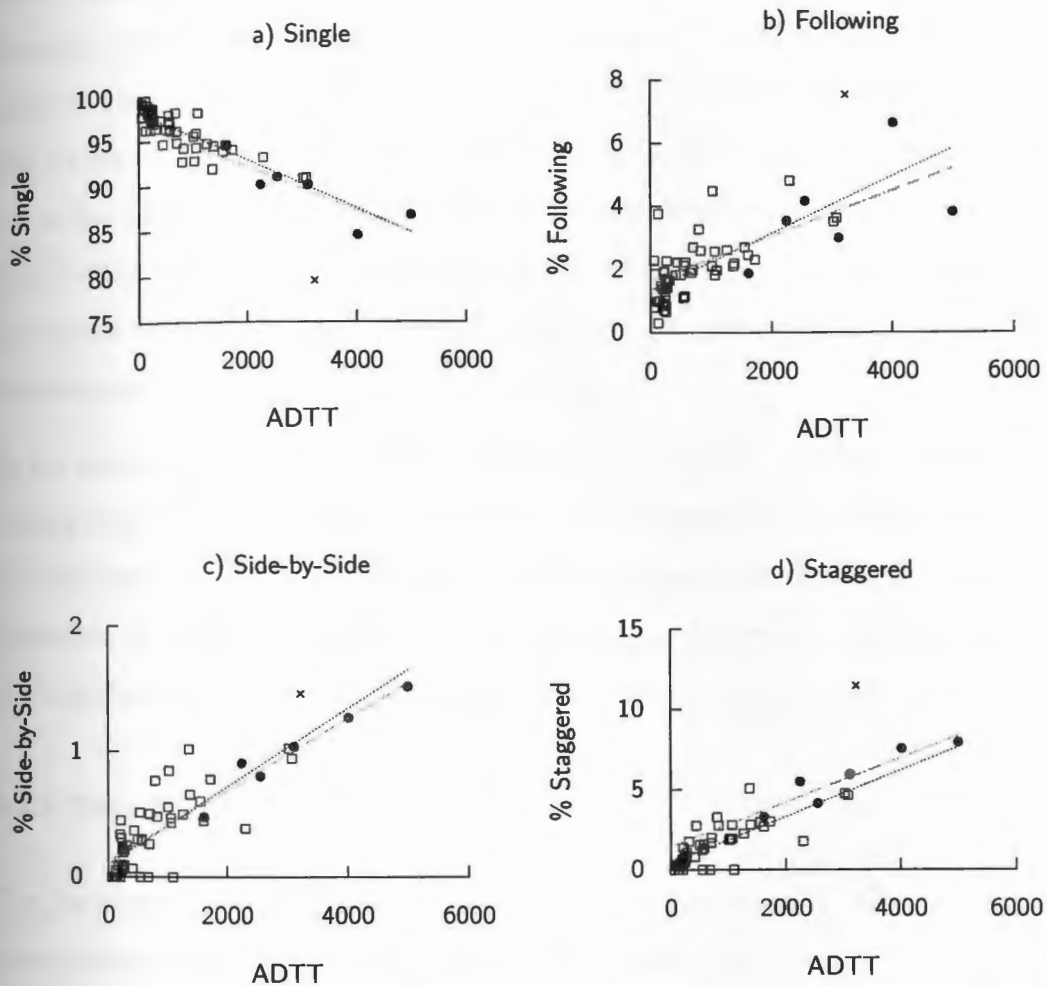 a) Single
100
95
90
85
80
75
% Single
0
2000
4000
6000
ADTT
b) Following
8
6
4
2
0
% Following
0
2000
4000
6000
ADTT
c) Side-by-Side
2
1
0
% Side-by-Side
0
2000
4000
6000
ADTT
d) Staggered
15
10
5
0
% Staggered
0
2000
4000
6000
ADTT